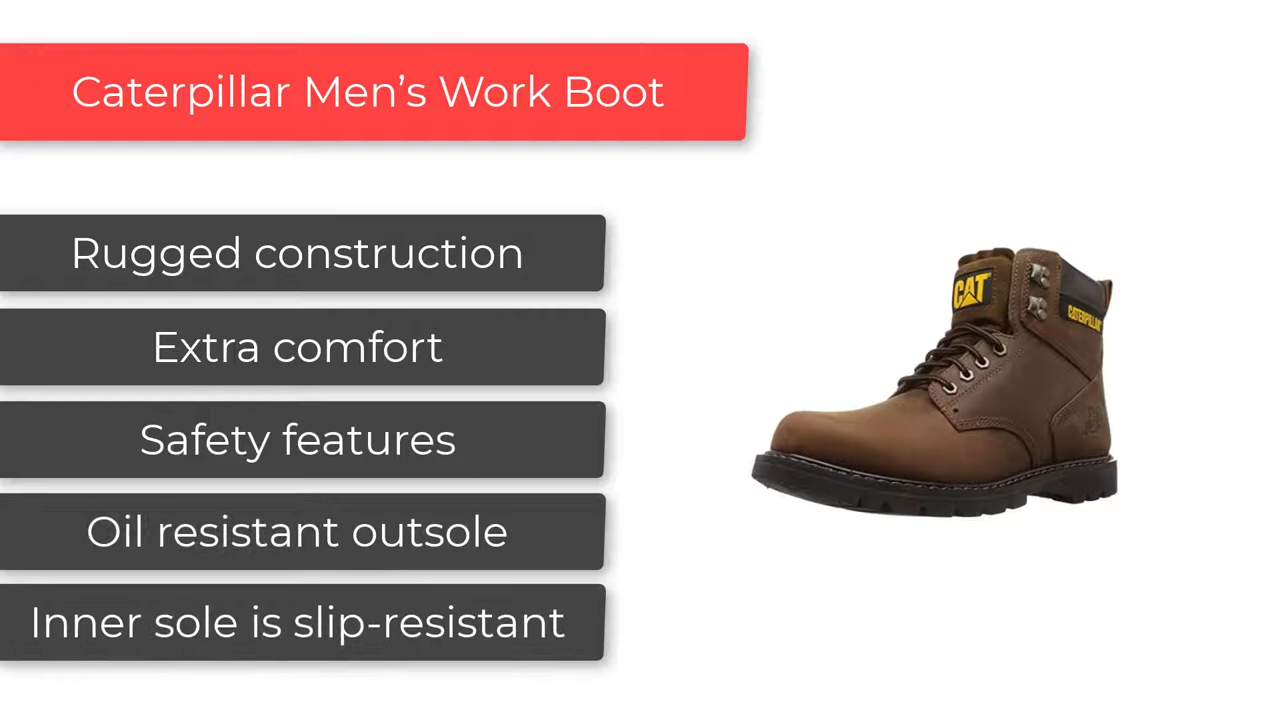 Caterpillar Men’s Work Boot
Rugged construction
Extra comfort
Safety features
Oil resistant outsole
Inner sole is slip-resistant
CAT
CATERPILLAR